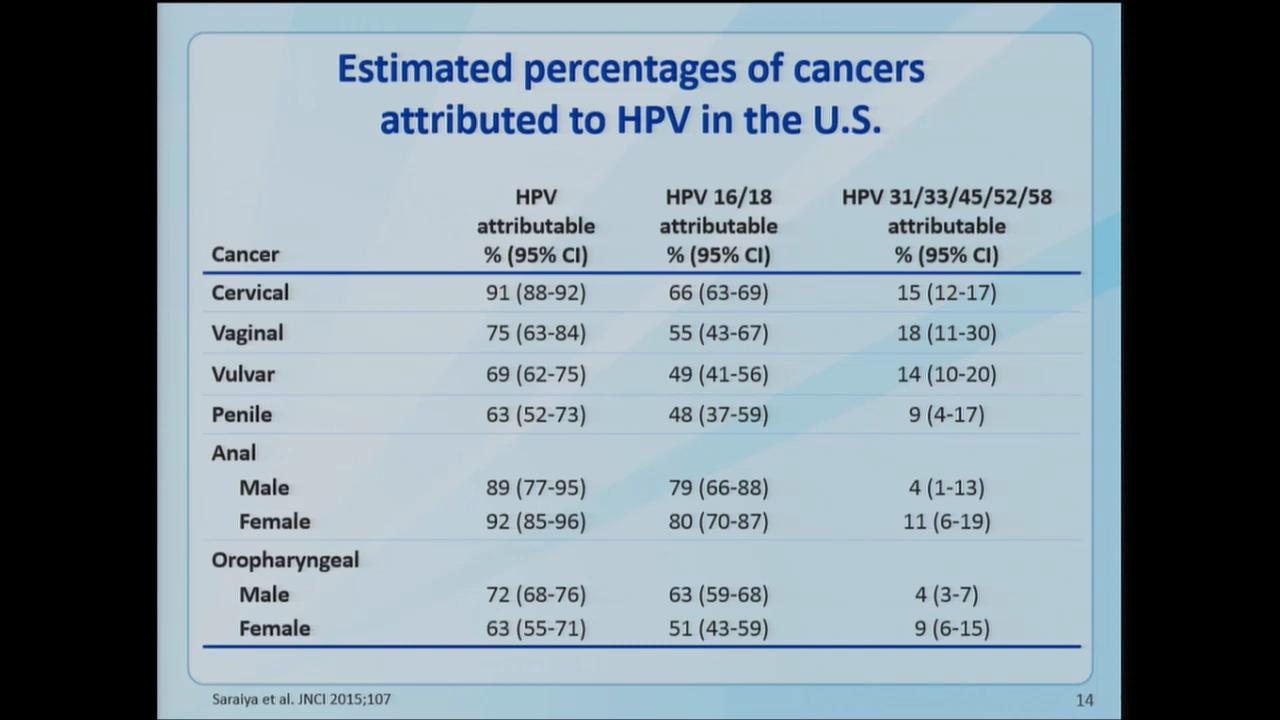 Estimated percentages of cancers
attributed to HPV in the U.S.
Cancer HPV attributable % (95% CI) HPV 16/18 attributable % (95% CI) HPV 31/33/45/52/58 attributable % (95% CI)
Cervical 91 (88-92) 66 (63-69) 15 (12-17)
Vaginal 75 (63-84) 55 (43-67) 18 (11-30)
Vulvar 69 (62-75) 49 (41-56) 14 (10-20)
Penile 63 (52-73) 48 (37-59) 9 (4-17)
Anal
Male 89 (77-95) 79 (66-88) 4 (1-13)
Female 92 (85-96) 80 (70-87) 11 (6-19)
Oropharyngeal
Male 72 (68-76) 63 (59-68) 4 (3-7)
Female 63 (55-71) 51 (43-59) 9 (6-15)
Saraiya et al. JNCI 2015;107 14